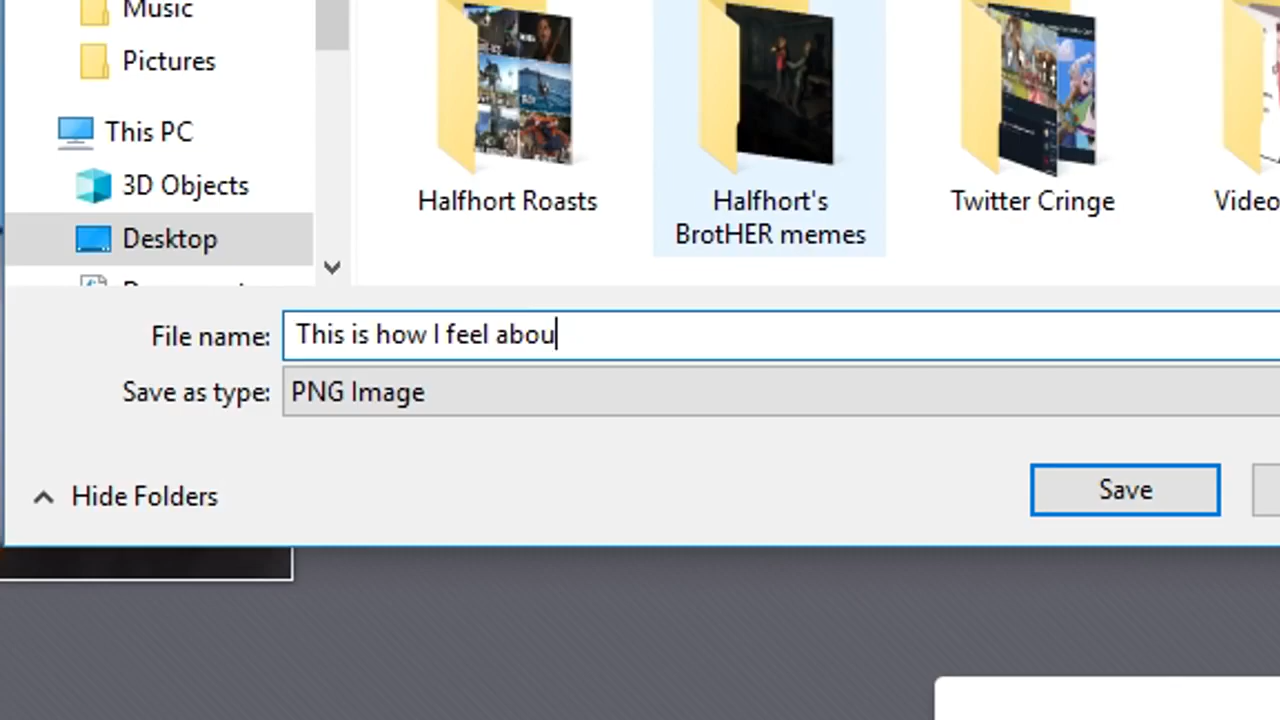 Music
Pictures
This PC
3D Objects
Desktop
Halfhort Roasts
Halfhort's
BrotHER memes
Twitter Cringe
Video
File name: This is how I feel abou
Save as type: PNG Image
Hide Folders
Save